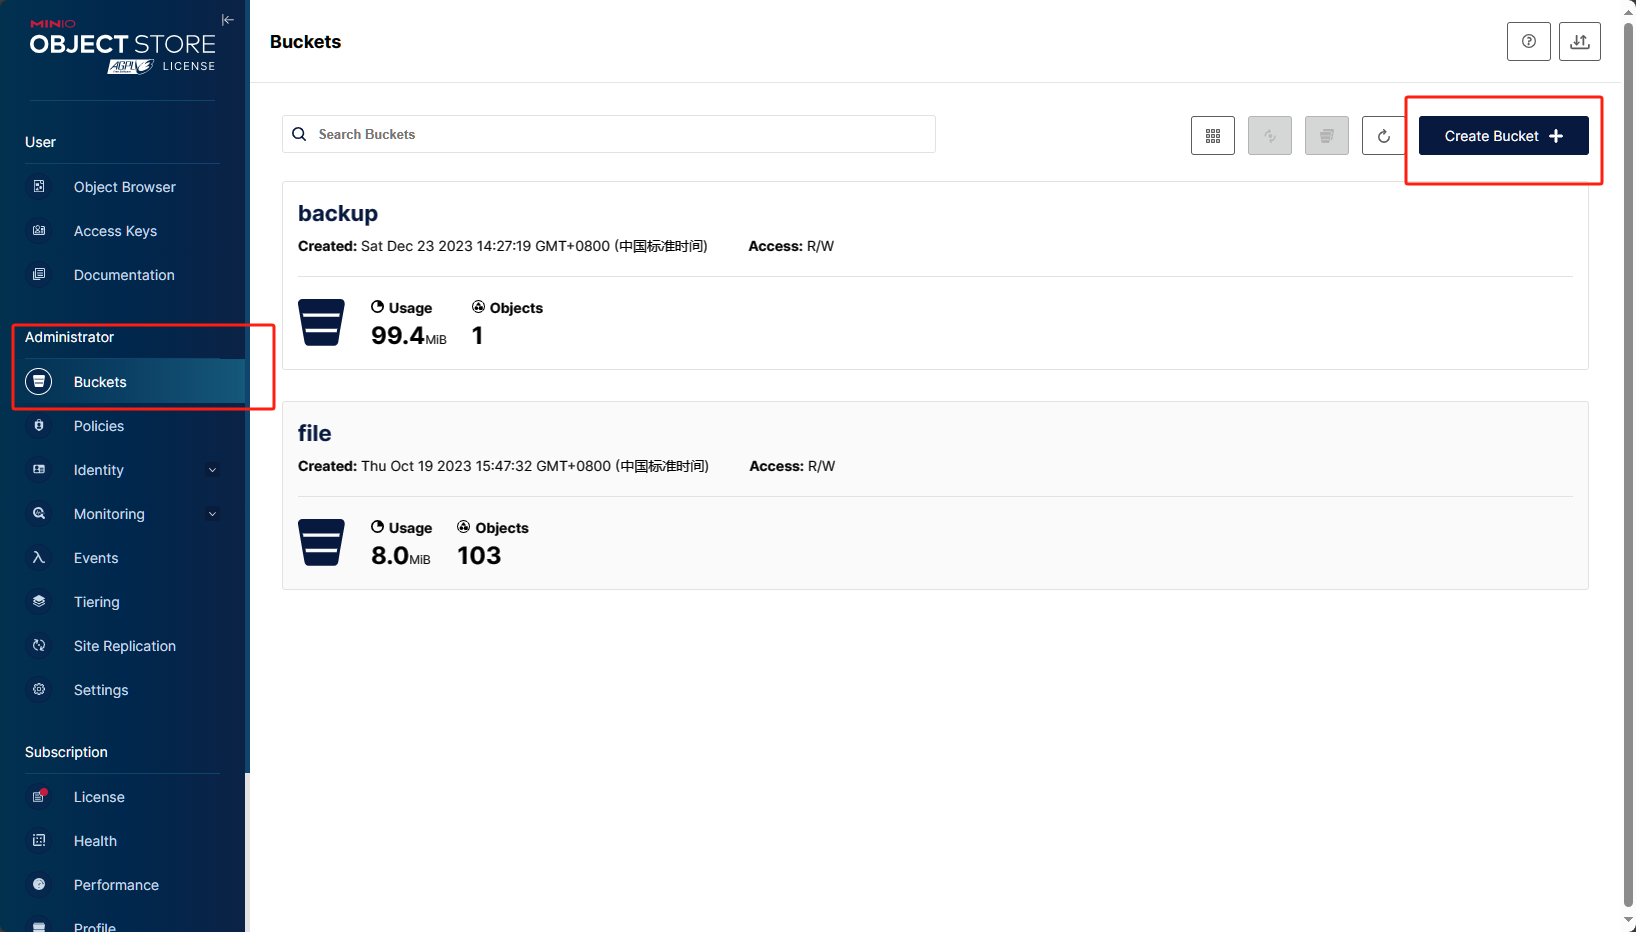 MINIO
OBJECT STORE
AGPL V3 LICENSE
User
Object Browser
Access Keys
Documentation
Administrator
Buckets
Policies
Identity
Monitoring
Events
Tiering
Site Replication
Settings
Subscription
License
Health
Performance
Profile
Buckets
Search Buckets
Create Bucket
backup
Created: Sat Dec 23 2023 14:27:19 GMT+0800 (中国标准时间) Access: R/W
Usage Objects
99.4MiB 1
file
Created: Thu Oct 19 2023 15:47:32 GMT+0800 (中国标准时间) Access: R/W
Usage Objects
8.0MiB 103